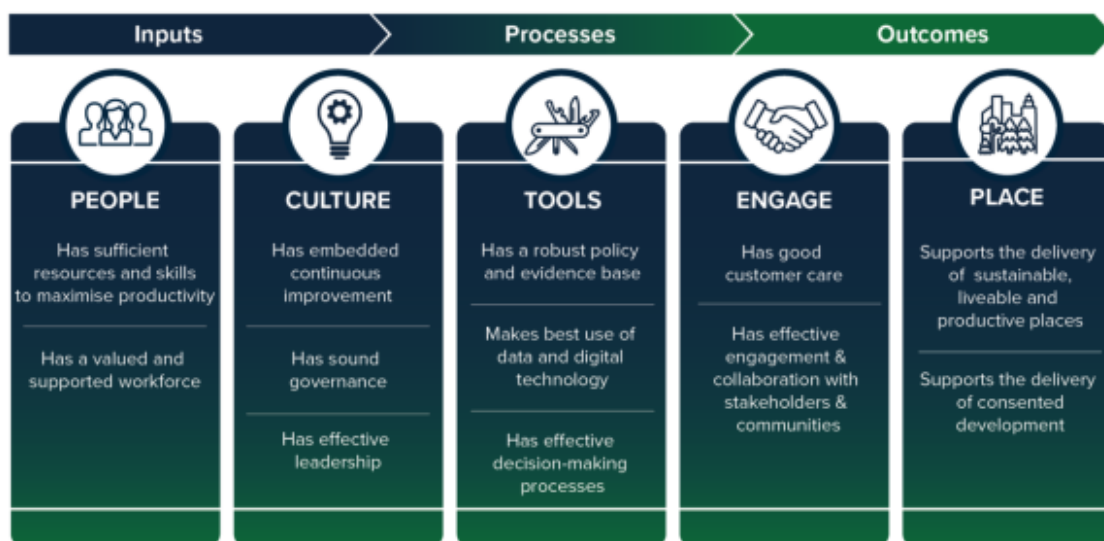 Inputs
Processes
Outcomes
PEOPLE
Has sufficient
resources and skills
to maximise productivity
Has a valued and
supported workforce
CULTURE
Has embedded
continuous
improvement
Has sound
governance
Has effective
leadership
TOOLS
Has a robust policy
and evidence base
Makes best use of
data and digital
technology
Has effective
decision-making
processes
ENGAGE
Has good
customer care
Has effective
engagement &
collaboration with
stakeholders &
communities
PLACE
Supports the delivery
of sustainable,
liveable and
productive places
Supports the delivery
of consented
development